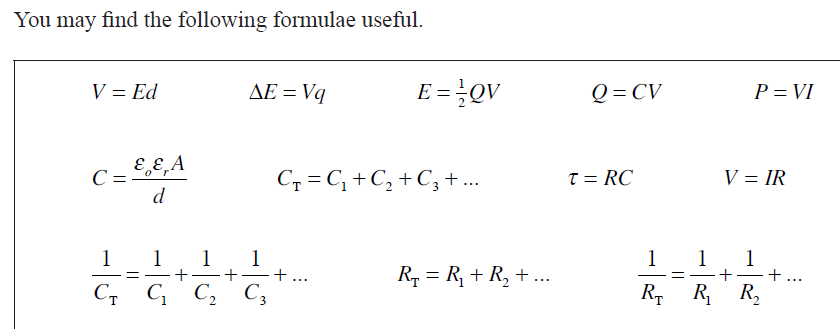 You may find the following formulae useful.
V = Ed ΔE = Vq E = ½QV Q = CV P = VI
C = εₒεᵣA / d C_T = C₁ + C₂ + C₃ + ... τ = RC V = IR
1/C_T = 1/C₁ + 1/C₂ + 1/C₃ + ... R_T = R₁ + R₂ + ... 1/R_T = 1/R₁ + 1/R₂ + ...